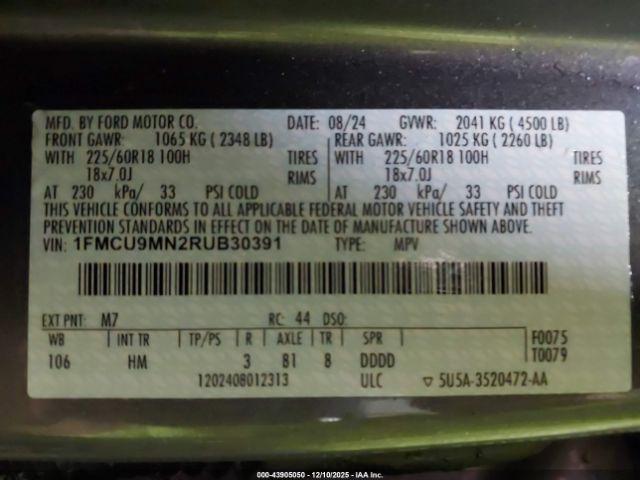 MFD. BY FORD MOTOR CO. DATE: 08/24 GVWR: 2041 KG ( 4500 LB)
FRONT GAWR: 1065 KG ( 2348 LB) REAR GAWR: 1025 KG ( 2260 LB)
WITH 225/60R18 100H TIRES WITH 225/60R18 100H TIRES
18x7.0J RIMS 18x7.0J RIMS
AT 230 kPa/ 33 PSI COLD AT 230 kPa/ 33 PSI COLD
THIS VEHICLE CONFORMS TO ALL APPLICABLE FEDERAL MOTOR VEHICLE SAFETY AND THEFT
PREVENTION STANDARDS IN EFFECT ON THE DATE OF MANUFACTURE SHOWN ABOVE.
VIN: 1FMCU9MN2RUB30391 TYPE: MPV
EXT PNT: M7 RC: 44 DSO:
WB INT TR TP/PS R AXLE TR SPR F0075
106 HM 3 81 8 DDDD T0079
1202408012313 ULC ▽ 5U5A-3520472-AA
000-43905050 - 12/10/2025 - IAA Inc.